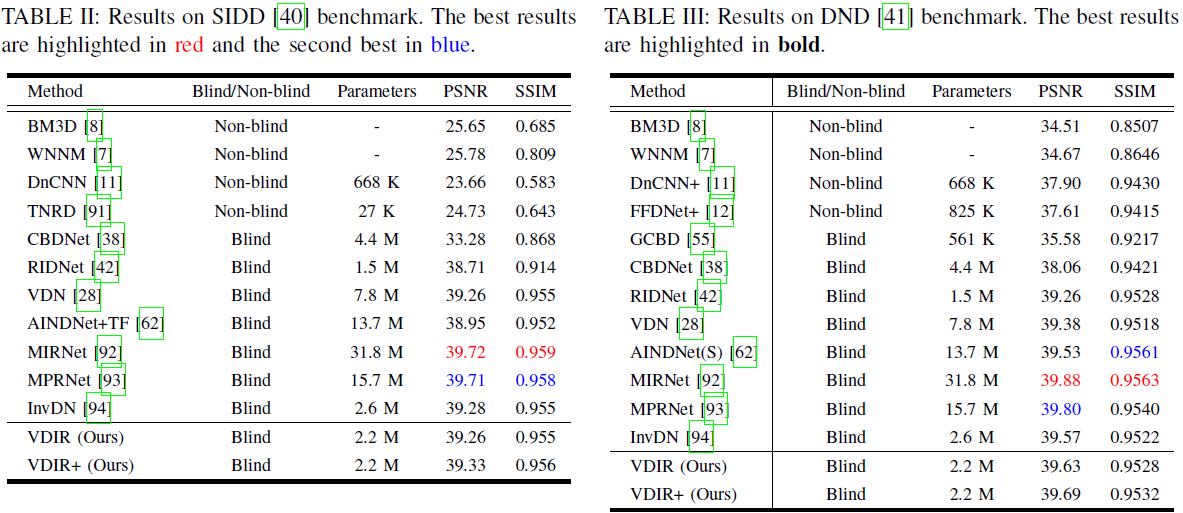 TABLE II: Results on SIDD [40] benchmark. The best results
are highlighted in red and the second best in blue.
Method Blind/Non-blind Parameters PSNR SSIM
BM3D [8] Non-blind - 25.65 0.685
WNNM [7] Non-blind - 25.78 0.809
DnCNN [11] Non-blind 668 K 23.66 0.583
TNRD [91] Non-blind 27 K 24.73 0.643
CBDNet [38] Blind 4.4 M 33.28 0.868
RIDNet [42] Blind 1.5 M 38.71 0.914
VDN [28] Blind 7.8 M 39.26 0.955
AINDNet+TF [62] Blind 13.7 M 38.95 0.952
MIRNet [92] Blind 31.8 M 39.72 0.959
MPRNet [93] Blind 15.7 M 39.71 0.958
InvDN [94] Blind 2.6 M 39.28 0.955
VDIR (Ours) Blind 2.2 M 39.26 0.955
VDIR+ (Ours) Blind 2.2 M 39.33 0.956
TABLE III: Results on DND [41] benchmark. The best results
are highlighted in bold.
Method Blind/Non-blind Parameters PSNR SSIM
BM3D [8] Non-blind - 34.51 0.8507
WNNM [7] Non-blind - 34.67 0.8646
DnCNN+ [11] Non-blind 668 K 37.90 0.9430
FFDNet+ [12] Non-blind 825 K 37.61 0.9415
GCBD [55] Blind 561 K 35.58 0.9217
CBDNet [38] Blind 4.4 M 38.06 0.9421
RIDNet [42] Blind 1.5 M 39.26 0.9528
VDN [28] Blind 7.8 M 39.38 0.9518
AINDNet(S) [62] Blind 13.7 M 39.53 0.9561
MIRNet [92] Blind 31.8 M 39.88 0.9563
MPRNet [93] Blind 15.7 M 39.80 0.9540
InvDN [94] Blind 2.6 M 39.57 0.9522
VDIR (Ours) Blind 2.2 M 39.63 0.9528
VDIR+ (Ours) Blind 2.2 M 39.69 0.9532